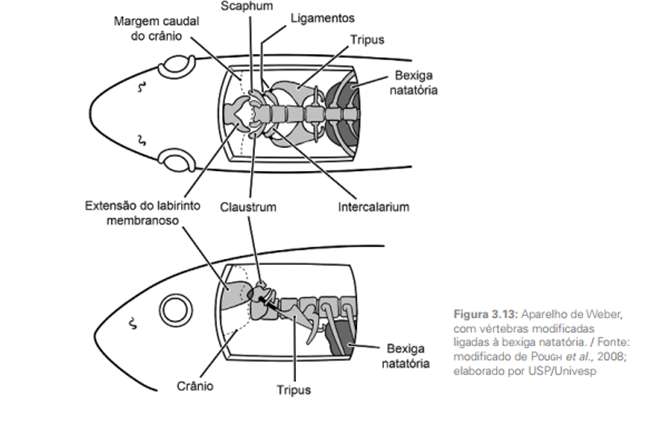 Scaphum
Margem caudal
do crânio
Ligamentos
Tripus
Bexiga
natatória
Extensão do labirinto
membranoso
Claustrum
Intercalarium
Crânio
Tripus
Bexiga
natatória
Figura 3.13: Aparelho de Weber,
com vértebras modificadas
ligadas à bexiga natatória. / Fonte:
modificado de Pough et al., 2008;
elaborado por USP/Univesp